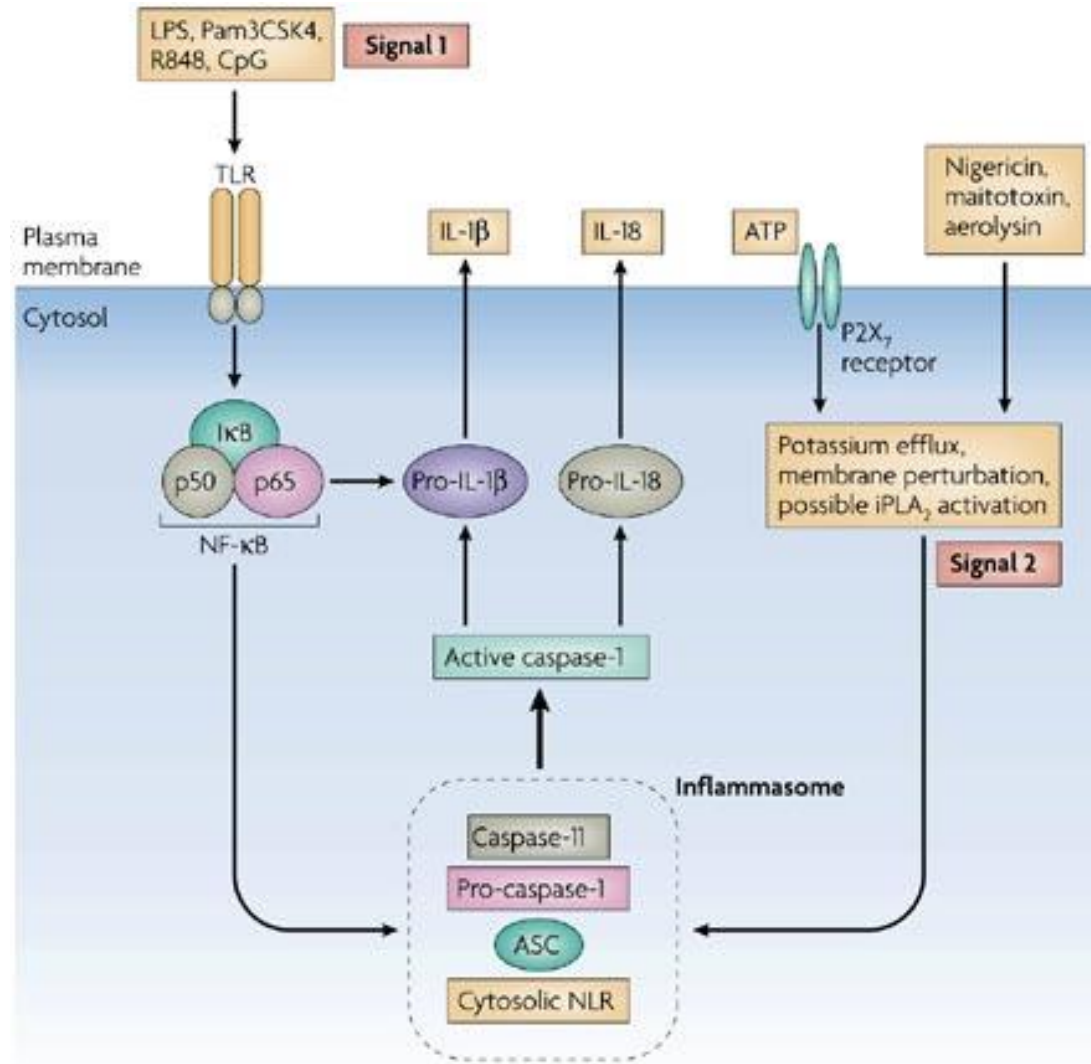 LPS, Pam3CSK4,
R848, CpG
Signal 1
TLR
Plasma
membrane
Cytosol
IL-1β
IL-18
ATP
Nigericin,
maitotoxin,
aerolysin
P2X₇
receptor
IκB
p50
p65
NF-κB
Pro-IL-1β
Pro-IL-18
Potassium efflux,
membrane perturbation,
possible iPLA₂ activation
Signal 2
Active caspase-1
Inflammasome
Caspase-11
Pro-caspase-1
ASC
Cytosolic NLR